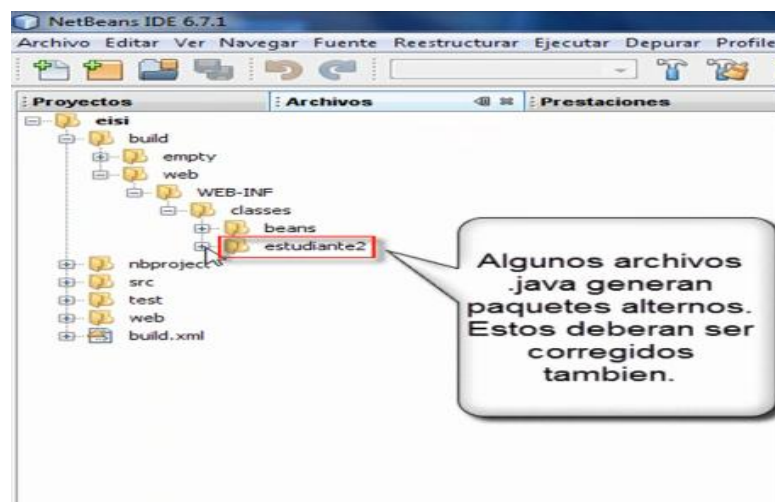 NetBeans IDE 6.7.1
Archivo Editar Ver Navegar Fuente Reestructurar Ejecutar Depurar Profile
Proyectos
Archivos
Prestaciones
eisi
build
empty
web
WEB-INF
classes
beans
estudiante2
nbproject
src
test
web
build.xml
Algunos archivos
.java generan
paquetes alternos.
Estos deberan ser
corregidos
tambien.